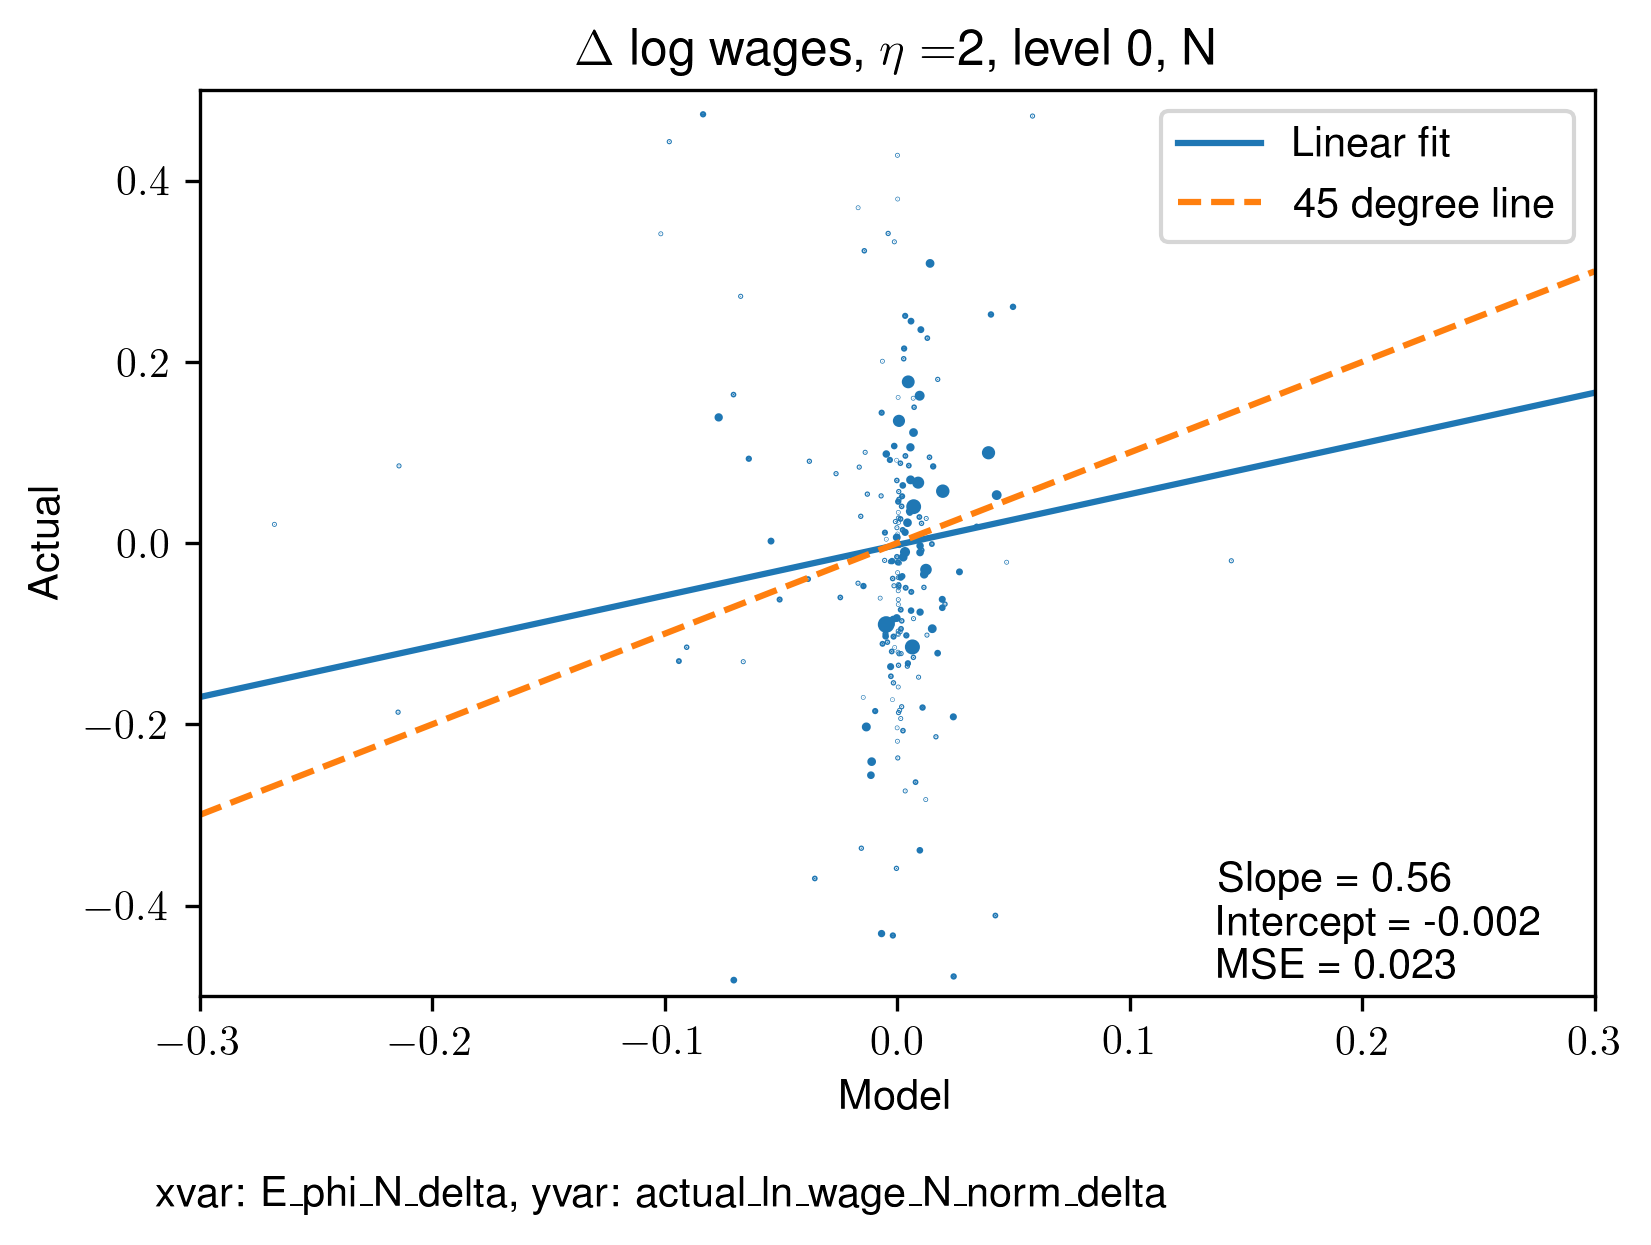 Δ log wages, η =2, level 0, N
Linear fit
45 degree line
0.4
0.2
0.0
−0.2
−0.4
Actual
Slope = 0.56
Intercept = -0.002
MSE = 0.023
−0.3 −0.2 −0.1 0.0 0.1 0.2 0.3
Model
xvar: E_phi_N_delta, yvar: actual_ln_wage_N_norm_delta